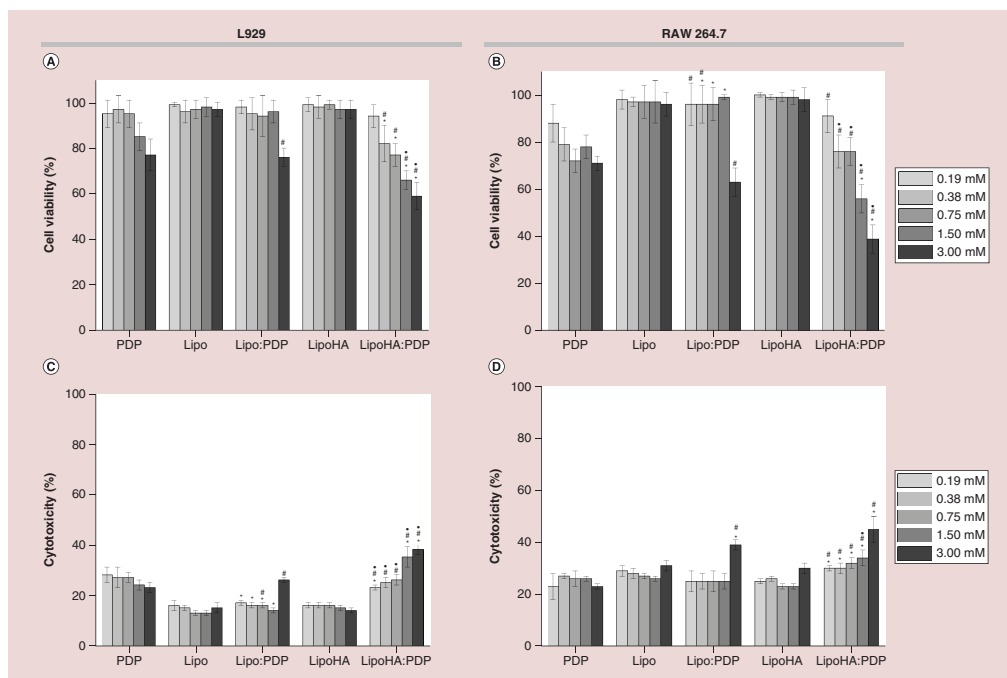 L929
RAW 264.7
A
Cell viability (%)
100
80
60
40
20
0
PDP Lipo Lipo:PDP LipoHA LipoHA:PDP
B
Cell viability (%)
100
80
60
40
20
0
PDP Lipo Lipo:PDP LipoHA LipoHA:PDP
0.19 mM
0.38 mM
0.75 mM
1.50 mM
3.00 mM
C
Cytotoxicity (%)
100
80
60
40
20
0
PDP Lipo Lipo:PDP LipoHA LipoHA:PDP
D
Cytotoxicity (%)
100
80
60
40
20
0
PDP Lipo Lipo:PDP LipoHA LipoHA:PDP
0.19 mM
0.38 mM
0.75 mM
1.50 mM
3.00 mM